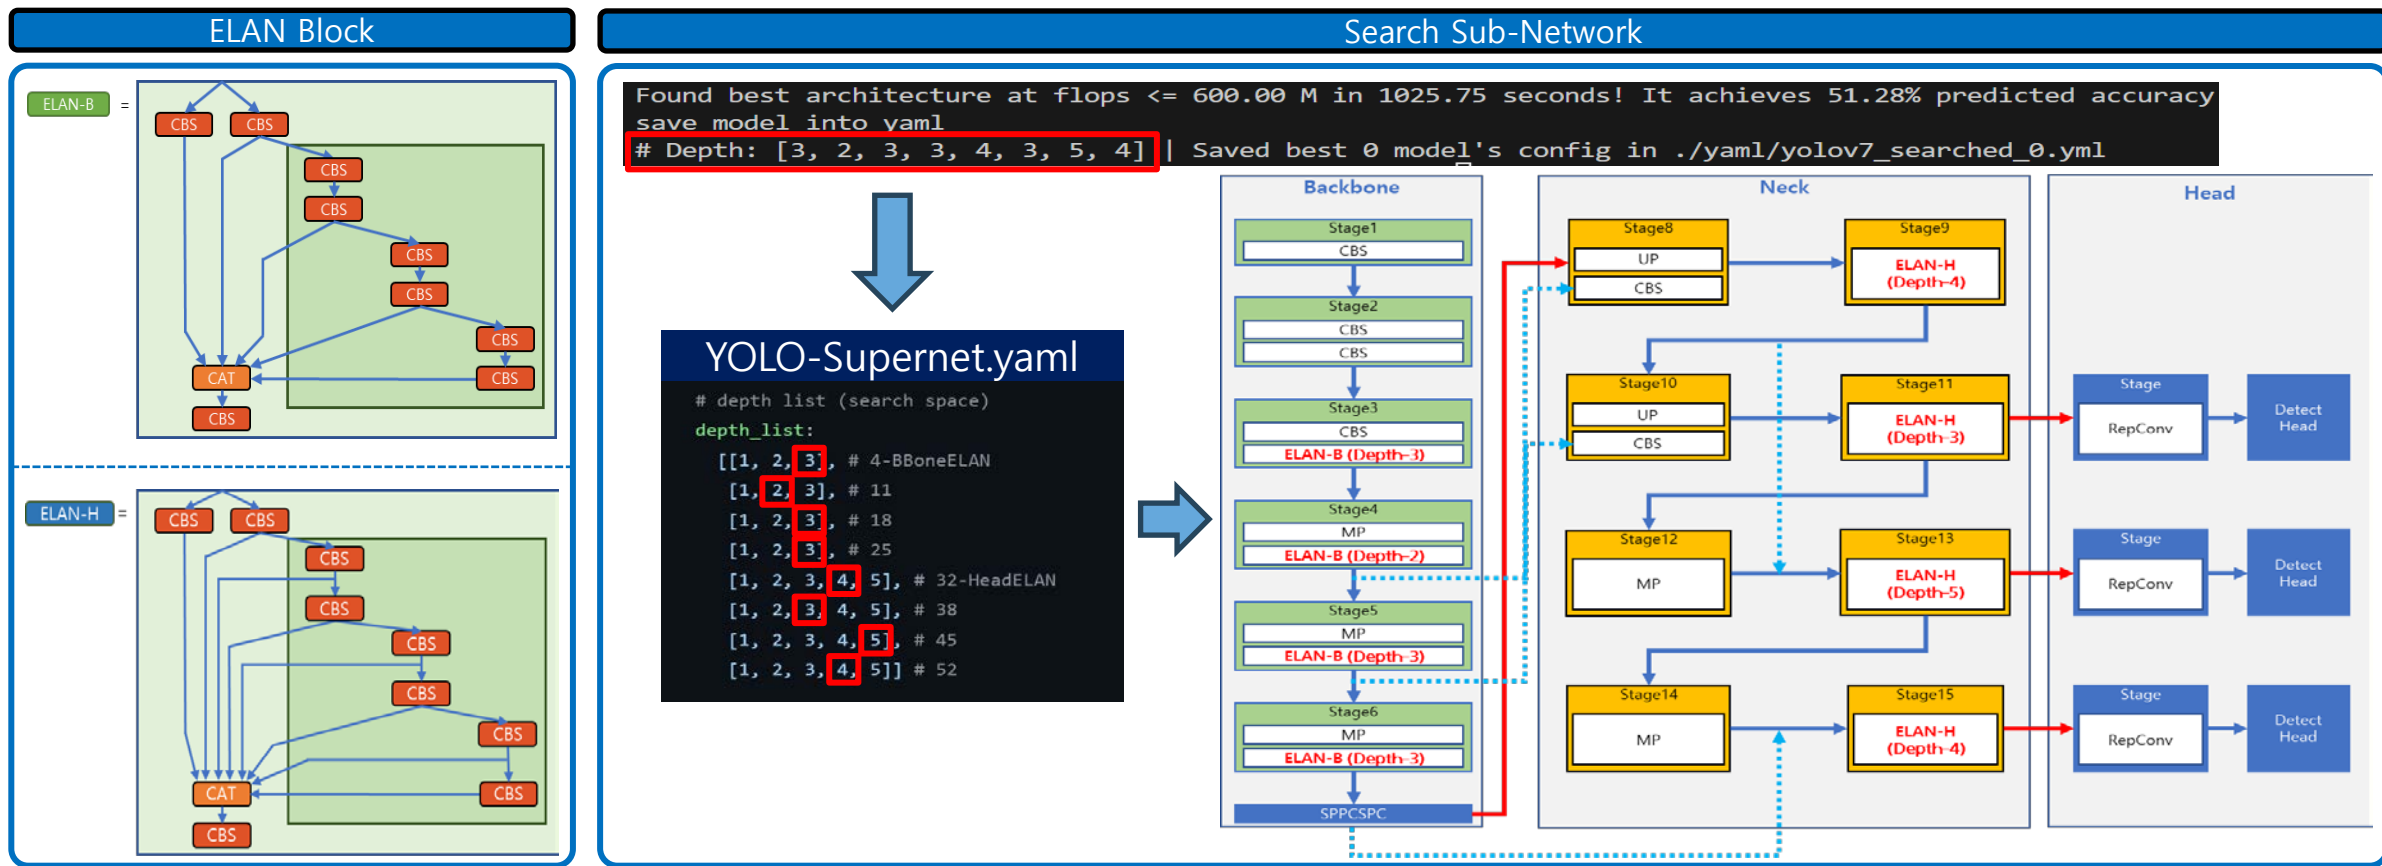 ELAN Block
ELAN-B =
CBS CBS
CBS
CBS
CBS
CBS
CBS
CBS
CAT
CBS
ELAN-H =
CBS CBS
CBS
CBS
CBS
CBS
CBS
CBS
CAT
CBS
Search Sub-Network
Found best architecture at flops <= 600.00 M in 1025.75 seconds! It achieves 51.28% predicted accuracy
save model into yaml
# Depth: [3, 2, 3, 3, 4, 3, 5, 4] | Saved best 0 model's config in ./yaml/yolov7_searched_0.yml
YOLO-Supernet.yaml
# depth list (search space)
depth_list:
[[1, 2, 3], # 4-BBoneELAN
[1, 2, 3], # 11
[1, 2, 3], # 18
[1, 2, 3], # 25
[1, 2, 3, 4, 5], # 32-HeadELAN
[1, 2, 3, 4, 5], # 38
[1, 2, 3, 4, 5], # 45
[1, 2, 3, 4, 5]] # 52
Backbone
Stage1
CBS
Stage2
CBS
CBS
Stage3
CBS
ELAN-B (Depth-3)
Stage4
MP
ELAN-B (Depth-2)
Stage5
MP
ELAN-B (Depth-3)
Stage6
MP
ELAN-B (Depth-3)
SPPCSPC
Neck
Stage8
UP
CBS
Stage9
ELAN-H
(Depth-4)
Stage10
UP
CBS
Stage11
ELAN-H
(Depth-3)
Stage12
MP
Stage13
ELAN-H
(Depth-5)
Stage14
MP
Stage15
ELAN-H
(Depth-4)
Head
Stage
RepConv
Detect
Head
Stage
RepConv
Detect
Head
Stage
RepConv
Detect
Head